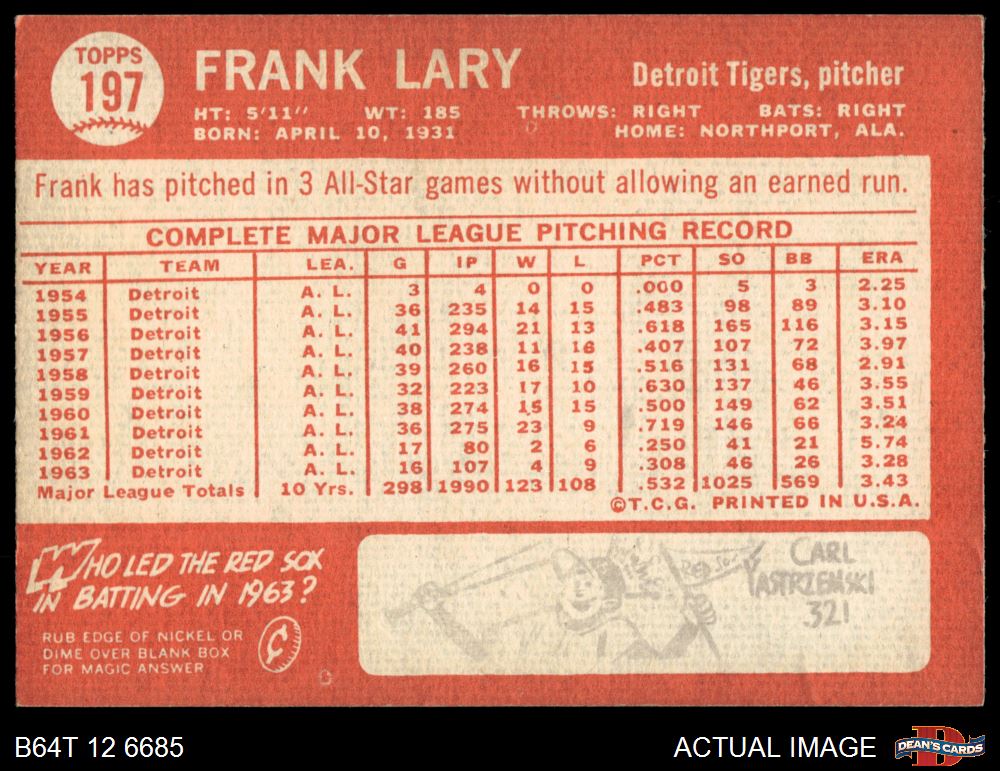 TOPPS
197
FRANK LARY
Detroit Tigers, pitcher
HT: 5'11" WT: 185 THROWS: RIGHT BATS: RIGHT
BORN: APRIL 10, 1931 HOME: NORTHPORT, ALA.
Frank has pitched in 3 All-Star games without allowing an earned run.
COMPLETE MAJOR LEAGUE PITCHING RECORD
YEAR TEAM LEA. G IP W L PCT SO BB ERA
1954 Detroit A. L. 3 4 0 0 .000 5 3 2.25
1955 Detroit A. L. 36 235 14 15 .483 98 89 3.10
1956 Detroit A. L. 41 294 21 13 .618 165 116 3.15
1957 Detroit A. L. 40 238 11 16 .407 107 72 3.97
1958 Detroit A. L. 39 260 16 15 .516 131 68 2.91
1959 Detroit A. L. 32 223 17 10 .630 137 46 3.55
1960 Detroit A. L. 38 274 15 15 .500 149 62 3.51
1961 Detroit A. L. 36 275 23 9 .719 146 66 3.24
1962 Detroit A. L. 17 80 2 6 .250 41 21 5.74
1963 Detroit A. L. 16 107 4 9 .308 46 26 3.28
Major League Totals 10 Yrs. 298 1990 123 108 .532 1025 569 3.43
©T.C.G. PRINTED IN U.S.A.
WHO LED THE RED SOX
IN BATTING IN 1963?
RUB EDGE OF NICKEL OR
DIME OVER BLANK BOX
FOR MAGIC ANSWER
¢
RED SOX
CARL
YASTRZEMSKI
321
B64T 12 6685
ACTUAL IMAGE
D
DEAN'S CARDS